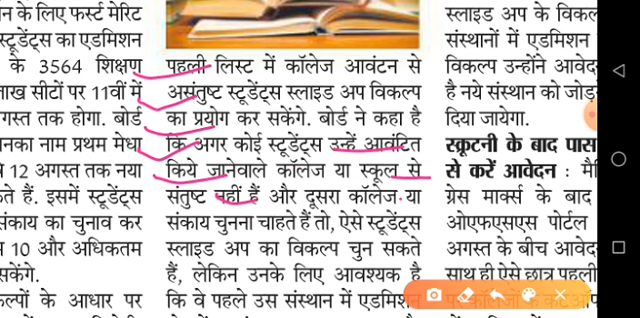 न के लिए फर्स्ट मेरिट
स्टूडेंट्स का एडमिशन
के 3564 शिक्षण
लाख सीटों पर 11वीं में
गस्त तक होगा. बोर्ड
नका नाम प्रथम मेधा
12 अगस्त तक नया
ते हैं. इसमें स्टूडेंट्स
संकाय का चुनाव कर
10 और अधिकतम
सकेंगे.
कल्पों के आधार पर
पहली लिस्ट में कॉलेज आवंटन से
असंतुष्ट स्टूडेंट्स स्लाइड अप विकल्प
का प्रयोग कर सकेंगे. बोर्ड ने कहा है
कि अगर कोई स्टूडेंट्स उन्हें आवंटित
किये जानेवाले कॉलेज या स्कूल से
संतुष्ट नहीं हैं और दूसरा कॉलेज या
संकाय चुनना चाहते हैं तो, ऐसे स्टूडेंट्स
स्लाइड अप का विकल्प चुन सकते
हैं, लेकिन उनके लिए आवश्यक है
कि वे पहले उस संस्थान में एडमिशन
स्लाइड अप के विकल
संस्थानों में एडमिशन
विकल्प उन्होंने आवेद
है नये संस्थान को जोड़
दिया जायेगा.
स्क्रूटनी के बाद पास
से करें आवेदन : मै
ग्रेस मार्क्स के बाद
ओएफएसएस पोर्टल
अगस्त के बीच आवेद
साथ ही ऐसे छात्र पहली